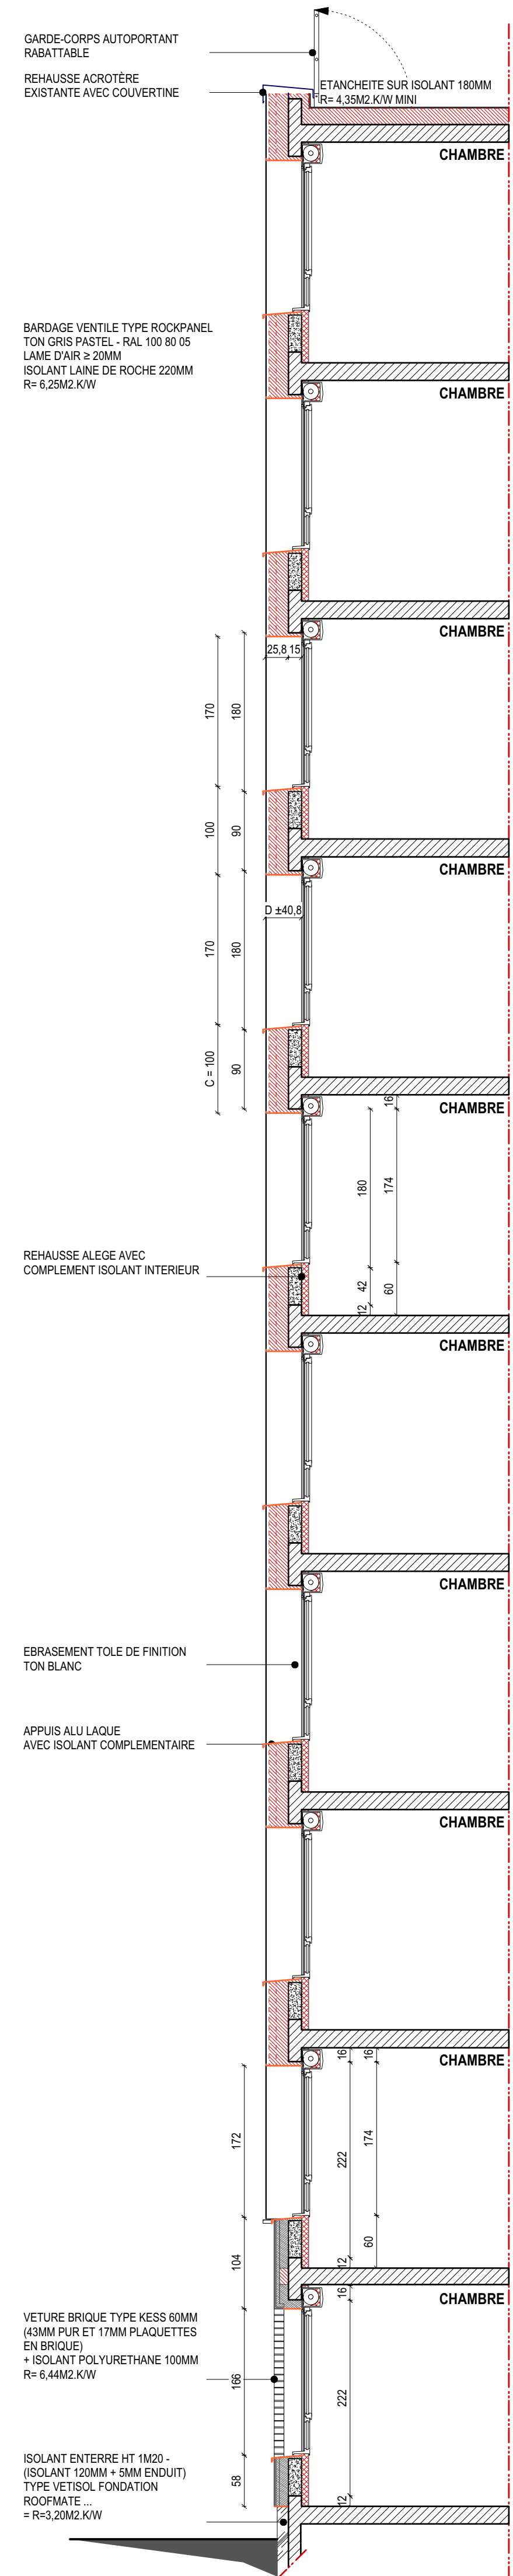 GARDE-CORPS AUTOPORTANT
RABATTABLE
REHAUSSE ACROTÈRE
EXISTANTE AVEC COUVERTINE
ETANCHEITE SUR ISOLANT 180MM
R= 4,35M2.K/W MINI
CHAMBRE
BARDAGE VENTILE TYPE ROCKPANEL
TON GRIS PASTEL - RAL 100 80 05
LAME D'AIR ≥ 20MM
ISOLANT LAINE DE ROCHE 220MM
R= 6,25M2.K/W
CHAMBRE
CHAMBRE
25,8 15
170
180
100
90
CHAMBRE
D ±40,8
170
180
C = 100
90
CHAMBRE
16
180
174
REHAUSSE ALEGE AVEC
COMPLEMENT ISOLANT INTERIEUR
42
60
12
CHAMBRE
CHAMBRE
EBRASEMENT TOLE DE FINITION
TON BLANC
APPUIS ALU LAQUE
AVEC ISOLANT COMPLEMENTAIRE
CHAMBRE
16
16
CHAMBRE
172
222
174
104
60
12
16
CHAMBRE
VETURE BRIQUE TYPE KESS 60MM
(43MM PUR ET 17MM PLAQUETTES
EN BRIQUE)
+ ISOLANT POLYURETHANE 100MM
R= 6,44M2.K/W
166
222
ISOLANT ENTERRE HT 1M20 -
(ISOLANT 120MM + 5MM ENDUIT)
TYPE VETISOL FONDATION
ROOFMATE ...
= R=3,20M2.K/W
58
12